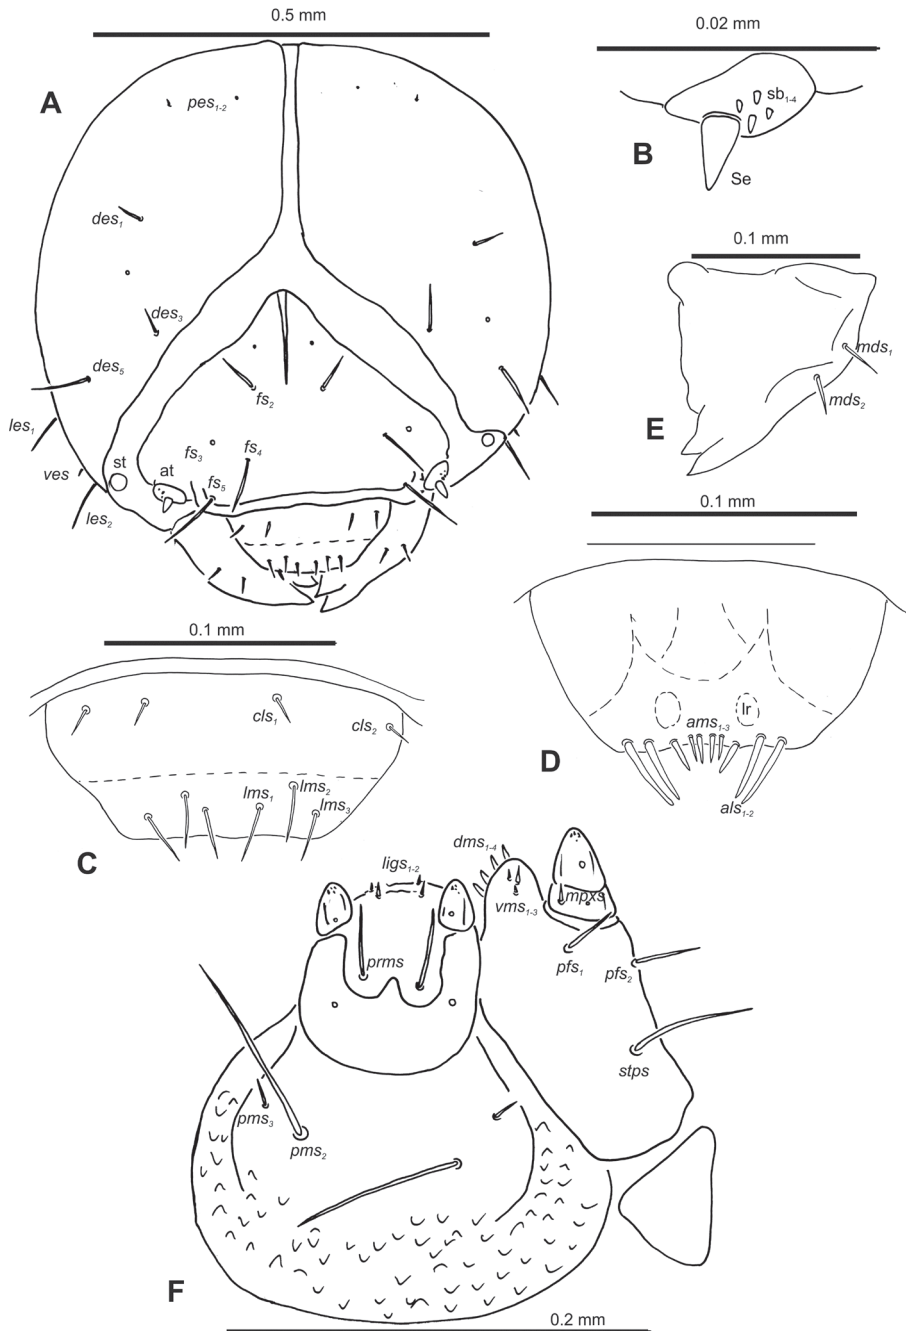 0.5 mm
A
pes1-2
des1
des3
des5
fs2
les1
fs3
fs4
ves
st
at
fs5
les2
0.02 mm
sb1-4
B
Se
0.1 mm
mds1
mds2
E
0.1 mm
cls1
cls2
lms1
lms2
lms3
C
0.1 mm
lr
ams1-3
D
als1-2
dms1-4
ligs1-2
mpxs
vms1-3
prms
pfs1
pfs2
stps
pms3
pms2
F
0.2 mm